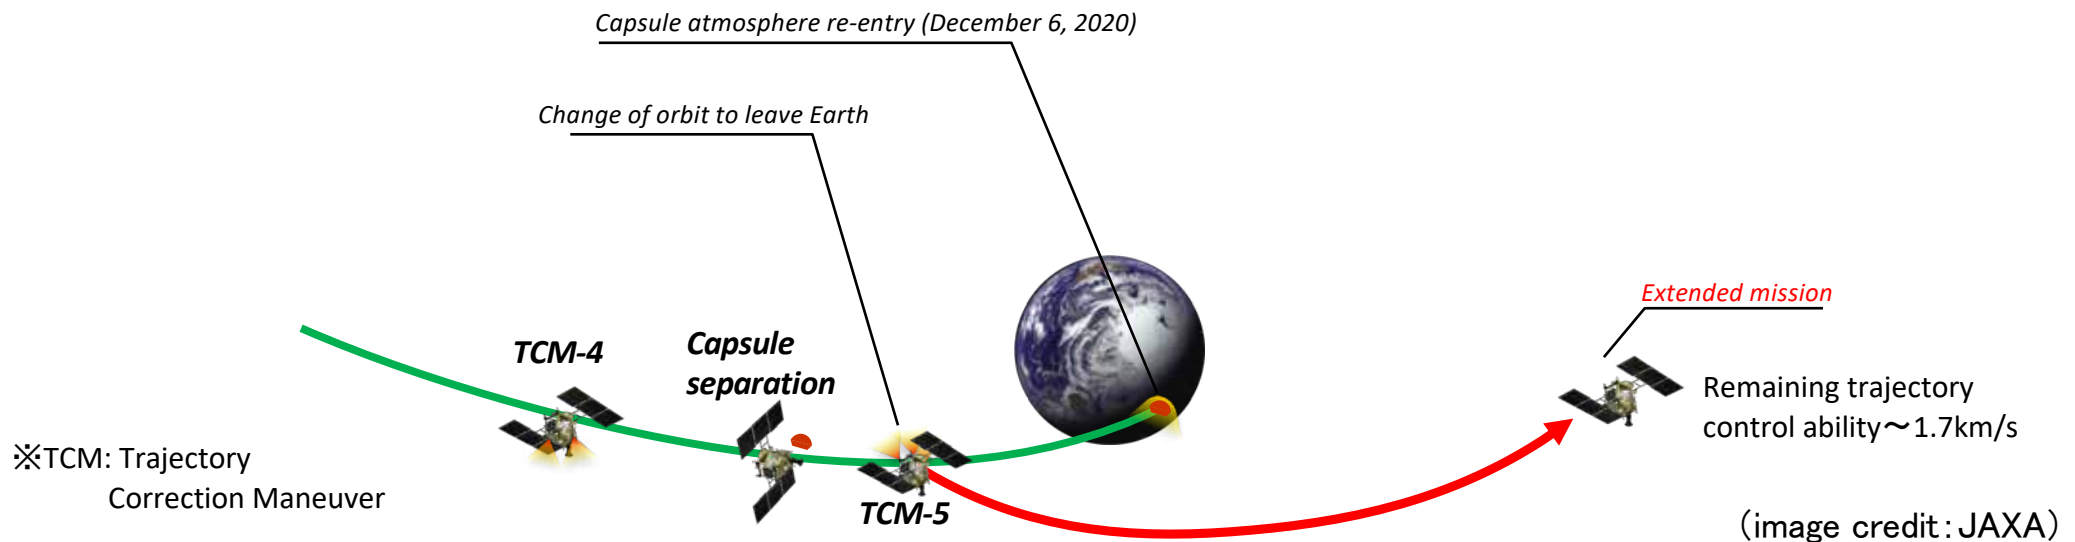 Capsule atmosphere re-entry (December 6, 2020)
Change of orbit to leave Earth
Extended mission
TCM-4
Capsule
separation
Remaining trajectory
control ability～1.7km/s
※TCM: Trajectory
Correction Maneuver
TCM-5
（image credit：JAXA）